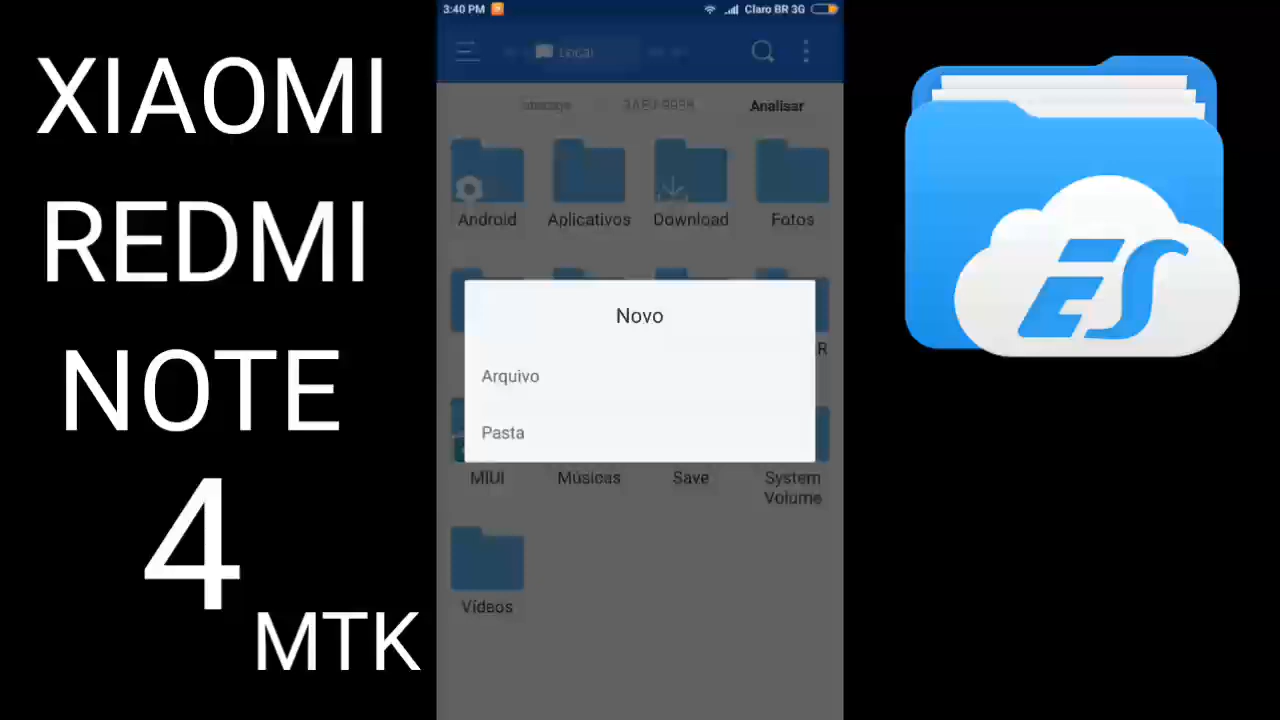 XIAOMI
REDMI
NOTE
4
MTK
3:40 PM
Claro BR 3G
Local
Analisar
Android Aplicativos Download Fotos
R
Novo
Arquivo
Pasta
MIUI Músicas Save System
Volume
Vídeos
ES